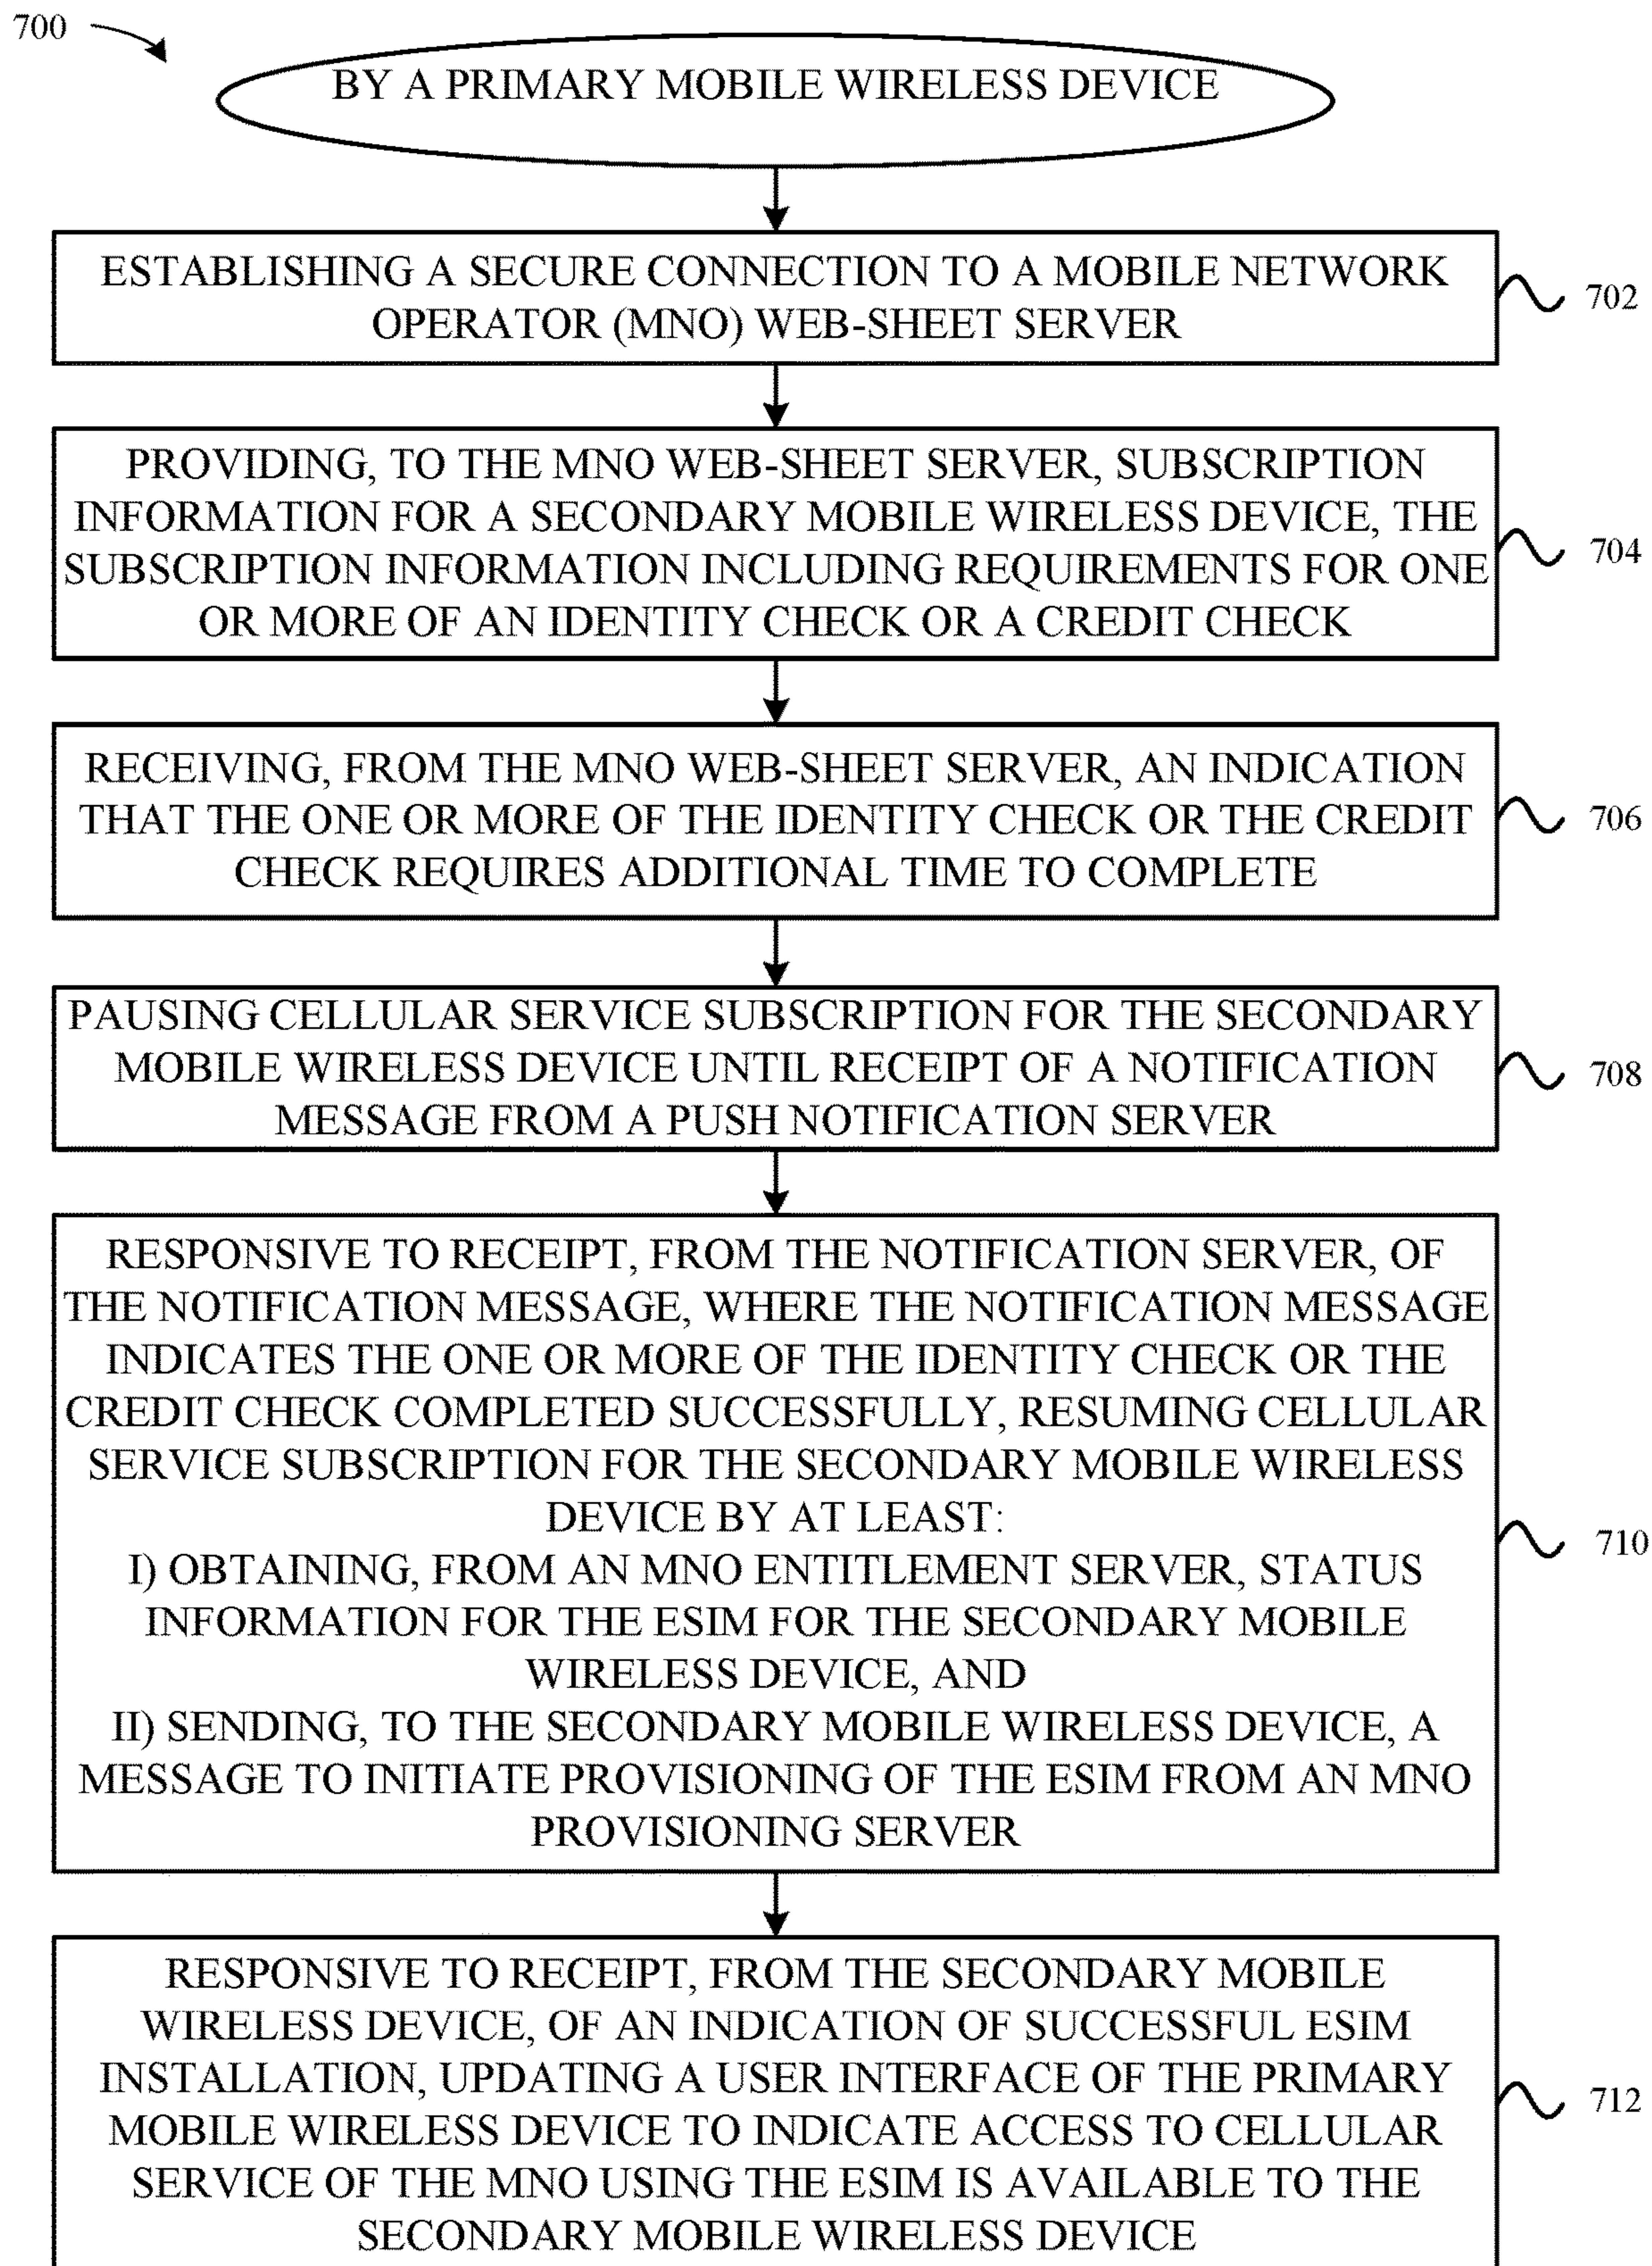 700
BY A PRIMARY MOBILE WIRELESS DEVICE
ESTABLISHING A SECURE CONNECTION TO A MOBILE NETWORK
OPERATOR (MNO) WEB-SHEET SERVER
702
PROVIDING, TO THE MNO WEB-SHEET SERVER, SUBSCRIPTION
INFORMATION FOR A SECONDARY MOBILE WIRELESS DEVICE, THE
SUBSCRIPTION INFORMATION INCLUDING REQUIREMENTS FOR ONE
OR MORE OF AN IDENTITY CHECK OR A CREDIT CHECK
704
RECEIVING, FROM THE MNO WEB-SHEET SERVER, AN INDICATION
THAT THE ONE OR MORE OF THE IDENTITY CHECK OR THE CREDIT
CHECK REQUIRES ADDITIONAL TIME TO COMPLETE
706
PAUSING CELLULAR SERVICE SUBSCRIPTION FOR THE SECONDARY
MOBILE WIRELESS DEVICE UNTIL RECEIPT OF A NOTIFICATION
MESSAGE FROM A PUSH NOTIFICATION SERVER
708
RESPONSIVE TO RECEIPT, FROM THE NOTIFICATION SERVER, OF
THE NOTIFICATION MESSAGE, WHERE THE NOTIFICATION MESSAGE
INDICATES THE ONE OR MORE OF THE IDENTITY CHECK OR THE
CREDIT CHECK COMPLETED SUCCESSFULLY, RESUMING CELLULAR
SERVICE SUBSCRIPTION FOR THE SECONDARY MOBILE WIRELESS
DEVICE BY AT LEAST:
I) OBTAINING, FROM AN MNO ENTITLEMENT SERVER, STATUS
INFORMATION FOR THE ESIM FOR THE SECONDARY MOBILE
WIRELESS DEVICE, AND
II) SENDING, TO THE SECONDARY MOBILE WIRELESS DEVICE, A
MESSAGE TO INITIATE PROVISIONING OF THE ESIM FROM AN MNO
PROVISIONING SERVER
710
RESPONSIVE TO RECEIPT, FROM THE SECONDARY MOBILE
WIRELESS DEVICE, OF AN INDICATION OF SUCCESSFUL ESIM
INSTALLATION, UPDATING A USER INTERFACE OF THE PRIMARY
MOBILE WIRELESS DEVICE TO INDICATE ACCESS TO CELLULAR
SERVICE OF THE MNO USING THE ESIM IS AVAILABLE TO THE
SECONDARY MOBILE WIRELESS DEVICE
712